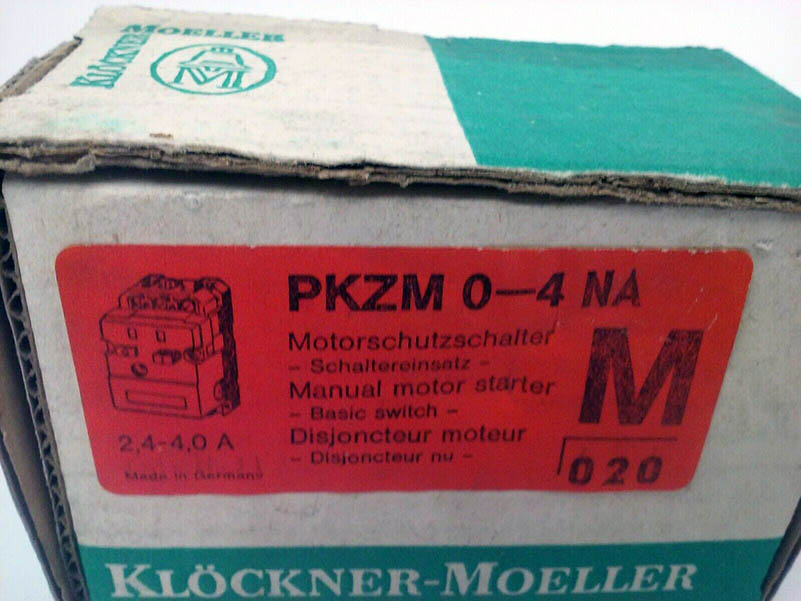 KLÖCKNER
MOELLER
M
PKZM 0-4 NA
Motorschutzschalter
- Schaltereinsatz -
Manual motor starter
- Basic switch -
Disjoncteur moteur
- Disjoncteur nu -
M
020
2,4-4,0 A
Made in Germany
KLÖCKNER-MOELLER